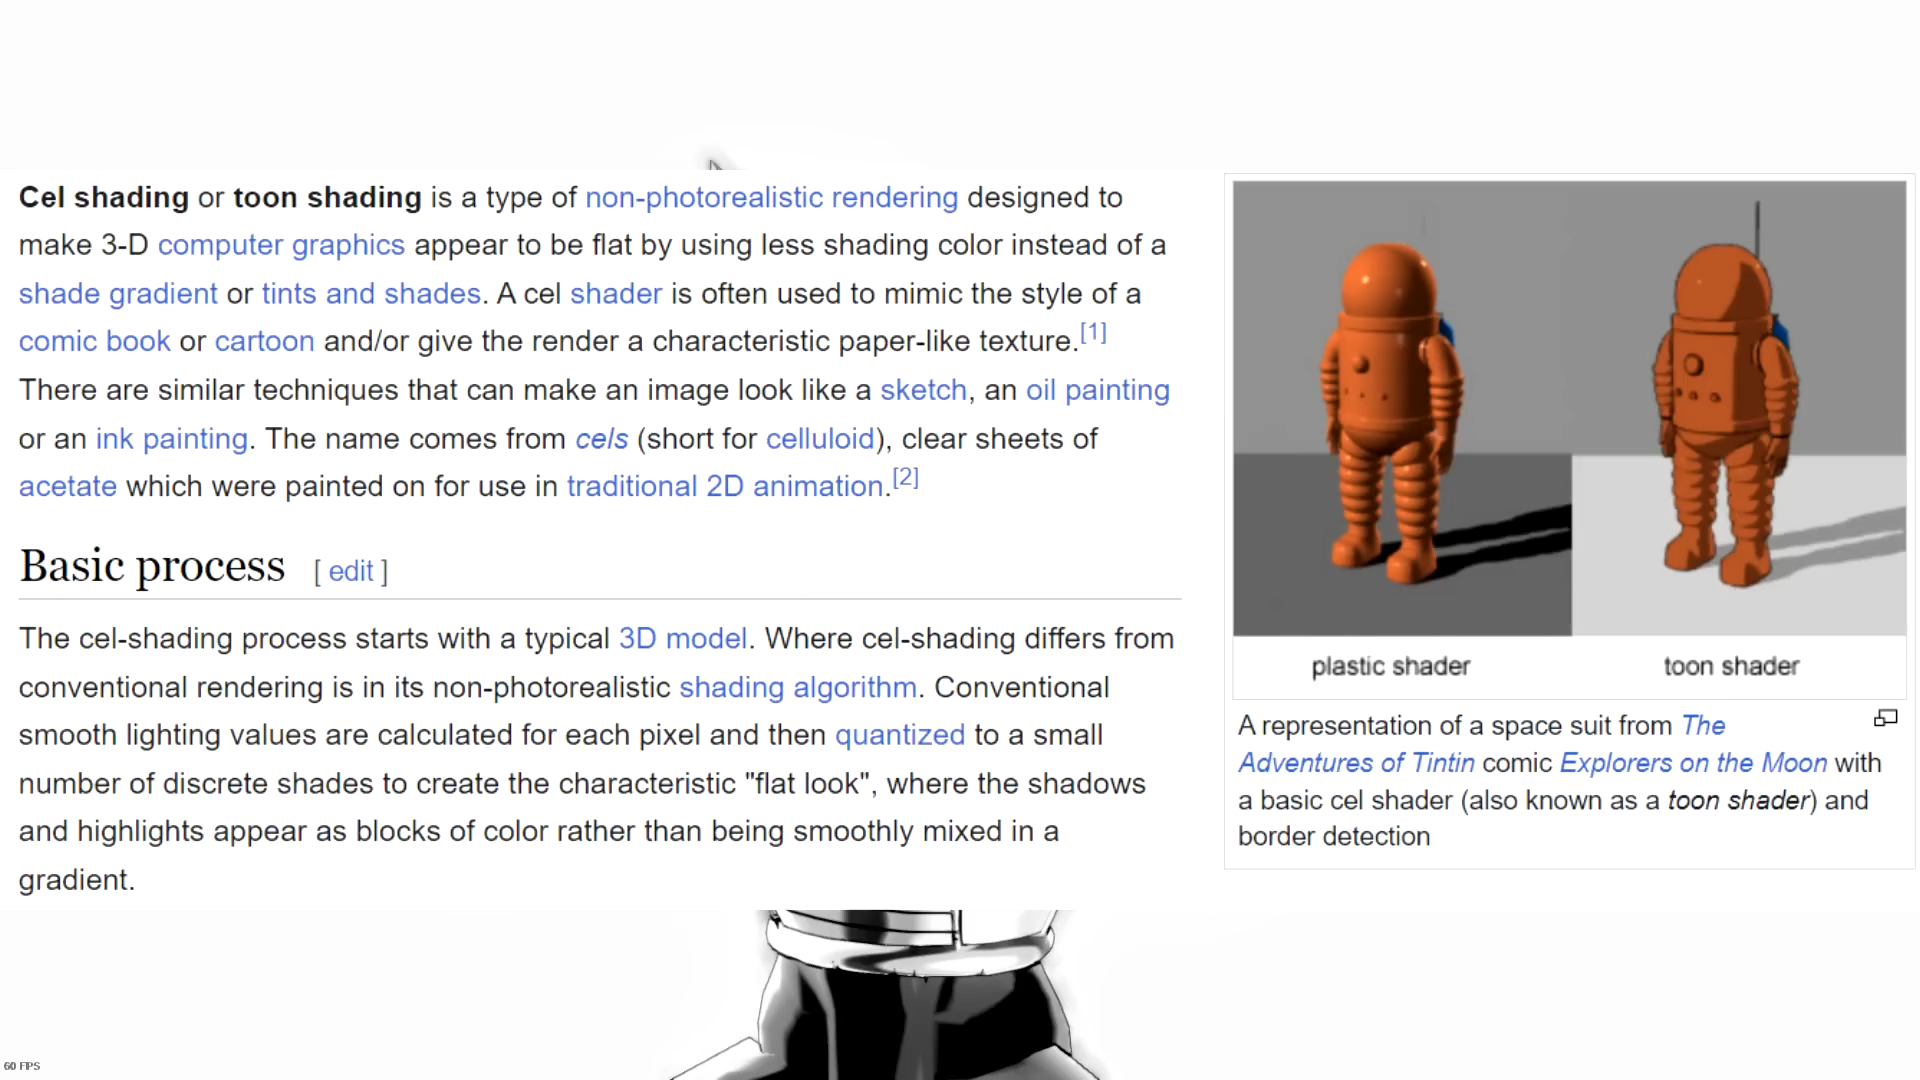 Cel shading or toon shading is a type of non-photorealistic rendering designed to
make 3-D computer graphics appear to be flat by using less shading color instead of a
shade gradient or tints and shades. A cel shader is often used to mimic the style of a
comic book or cartoon and/or give the render a characteristic paper-like texture.[1]
There are similar techniques that can make an image look like a sketch, an oil painting
or an ink painting. The name comes from cels (short for celluloid), clear sheets of
acetate which were painted on for use in traditional 2D animation.[2]
Basic process [ edit ]
The cel-shading process starts with a typical 3D model. Where cel-shading differs from
conventional rendering is in its non-photorealistic shading algorithm. Conventional
smooth lighting values are calculated for each pixel and then quantized to a small
number of discrete shades to create the characteristic "flat look", where the shadows
and highlights appear as blocks of color rather than being smoothly mixed in a
gradient.
plastic shader toon shader
A representation of a space suit from The
Adventures of Tintin comic Explorers on the Moon with
a basic cel shader (also known as a toon shader) and
border detection
60 FPS